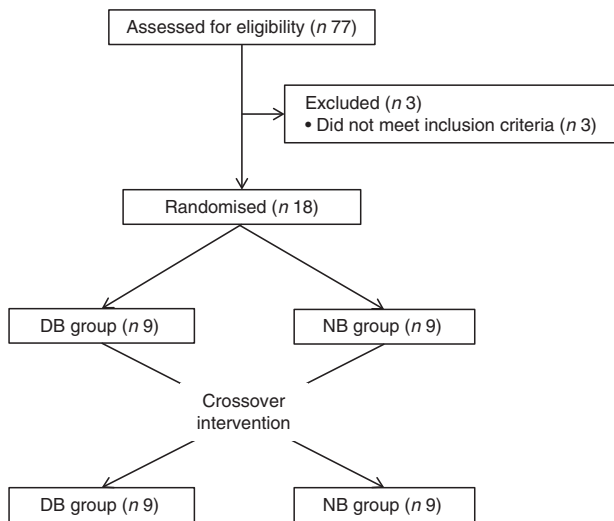 Assessed for eligibility (n 77)
Excluded (n 3)
• Did not meet inclusion criteria (n 3)
Randomised (n 18)
DB group (n 9)
NB group (n 9)
Crossover
intervention
DB group (n 9)
NB group (n 9)